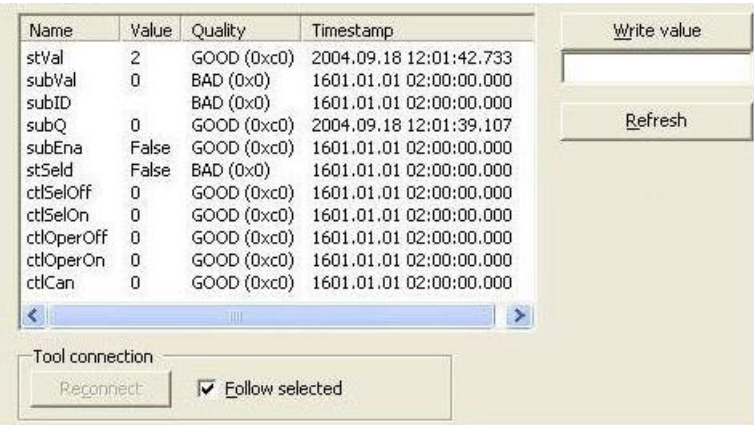 Name Value Quality Timestamp
stVal 2 GOOD (0xc0) 2004.09.18 12:01:42.733
subVal 0 BAD (0x0) 1601.01.01 02:00:00.000
subID BAD (0x0) 1601.01.01 02:00:00.000
subQ 0 GOOD (0xc0) 2004.09.18 12:01:39.107
subEna False GOOD (0xc0) 1601.01.01 02:00:00.000
stSeld False BAD (0x0) 1601.01.01 02:00:00.000
ctlSelOff 0 GOOD (0xc0) 1601.01.01 02:00:00.000
ctlSelOn 0 GOOD (0xc0) 1601.01.01 02:00:00.000
ctlOperOff 0 GOOD (0xc0) 1601.01.01 02:00:00.000
ctlOperOn 0 GOOD (0xc0) 1601.01.01 02:00:00.000
ctlCan 0 GOOD (0xc0) 1601.01.01 02:00:00.000
Write value
Refresh
Tool connection
Reconnect
Follow selected